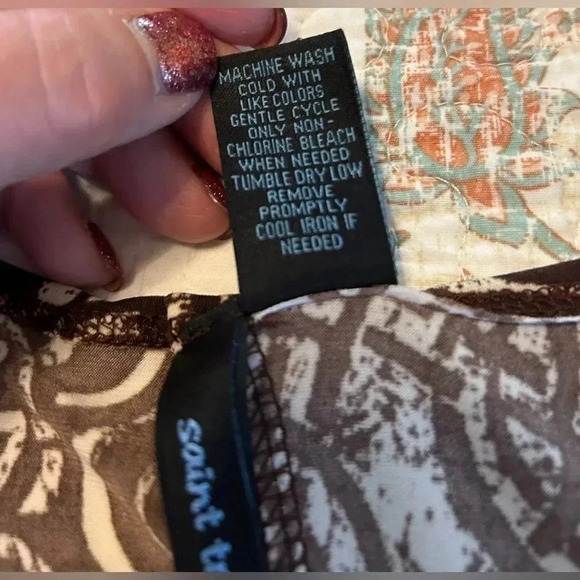 MACHINE WASH
COLD WITH
LIKE COLORS
GENTLE CYCLE
ONLY NON-
CHLORINE BLEACH
WHEN NEEDED
TUMBLE DRY LOW
REMOVE
PROMPTLY
COOL IRON IF
NEEDED
saint